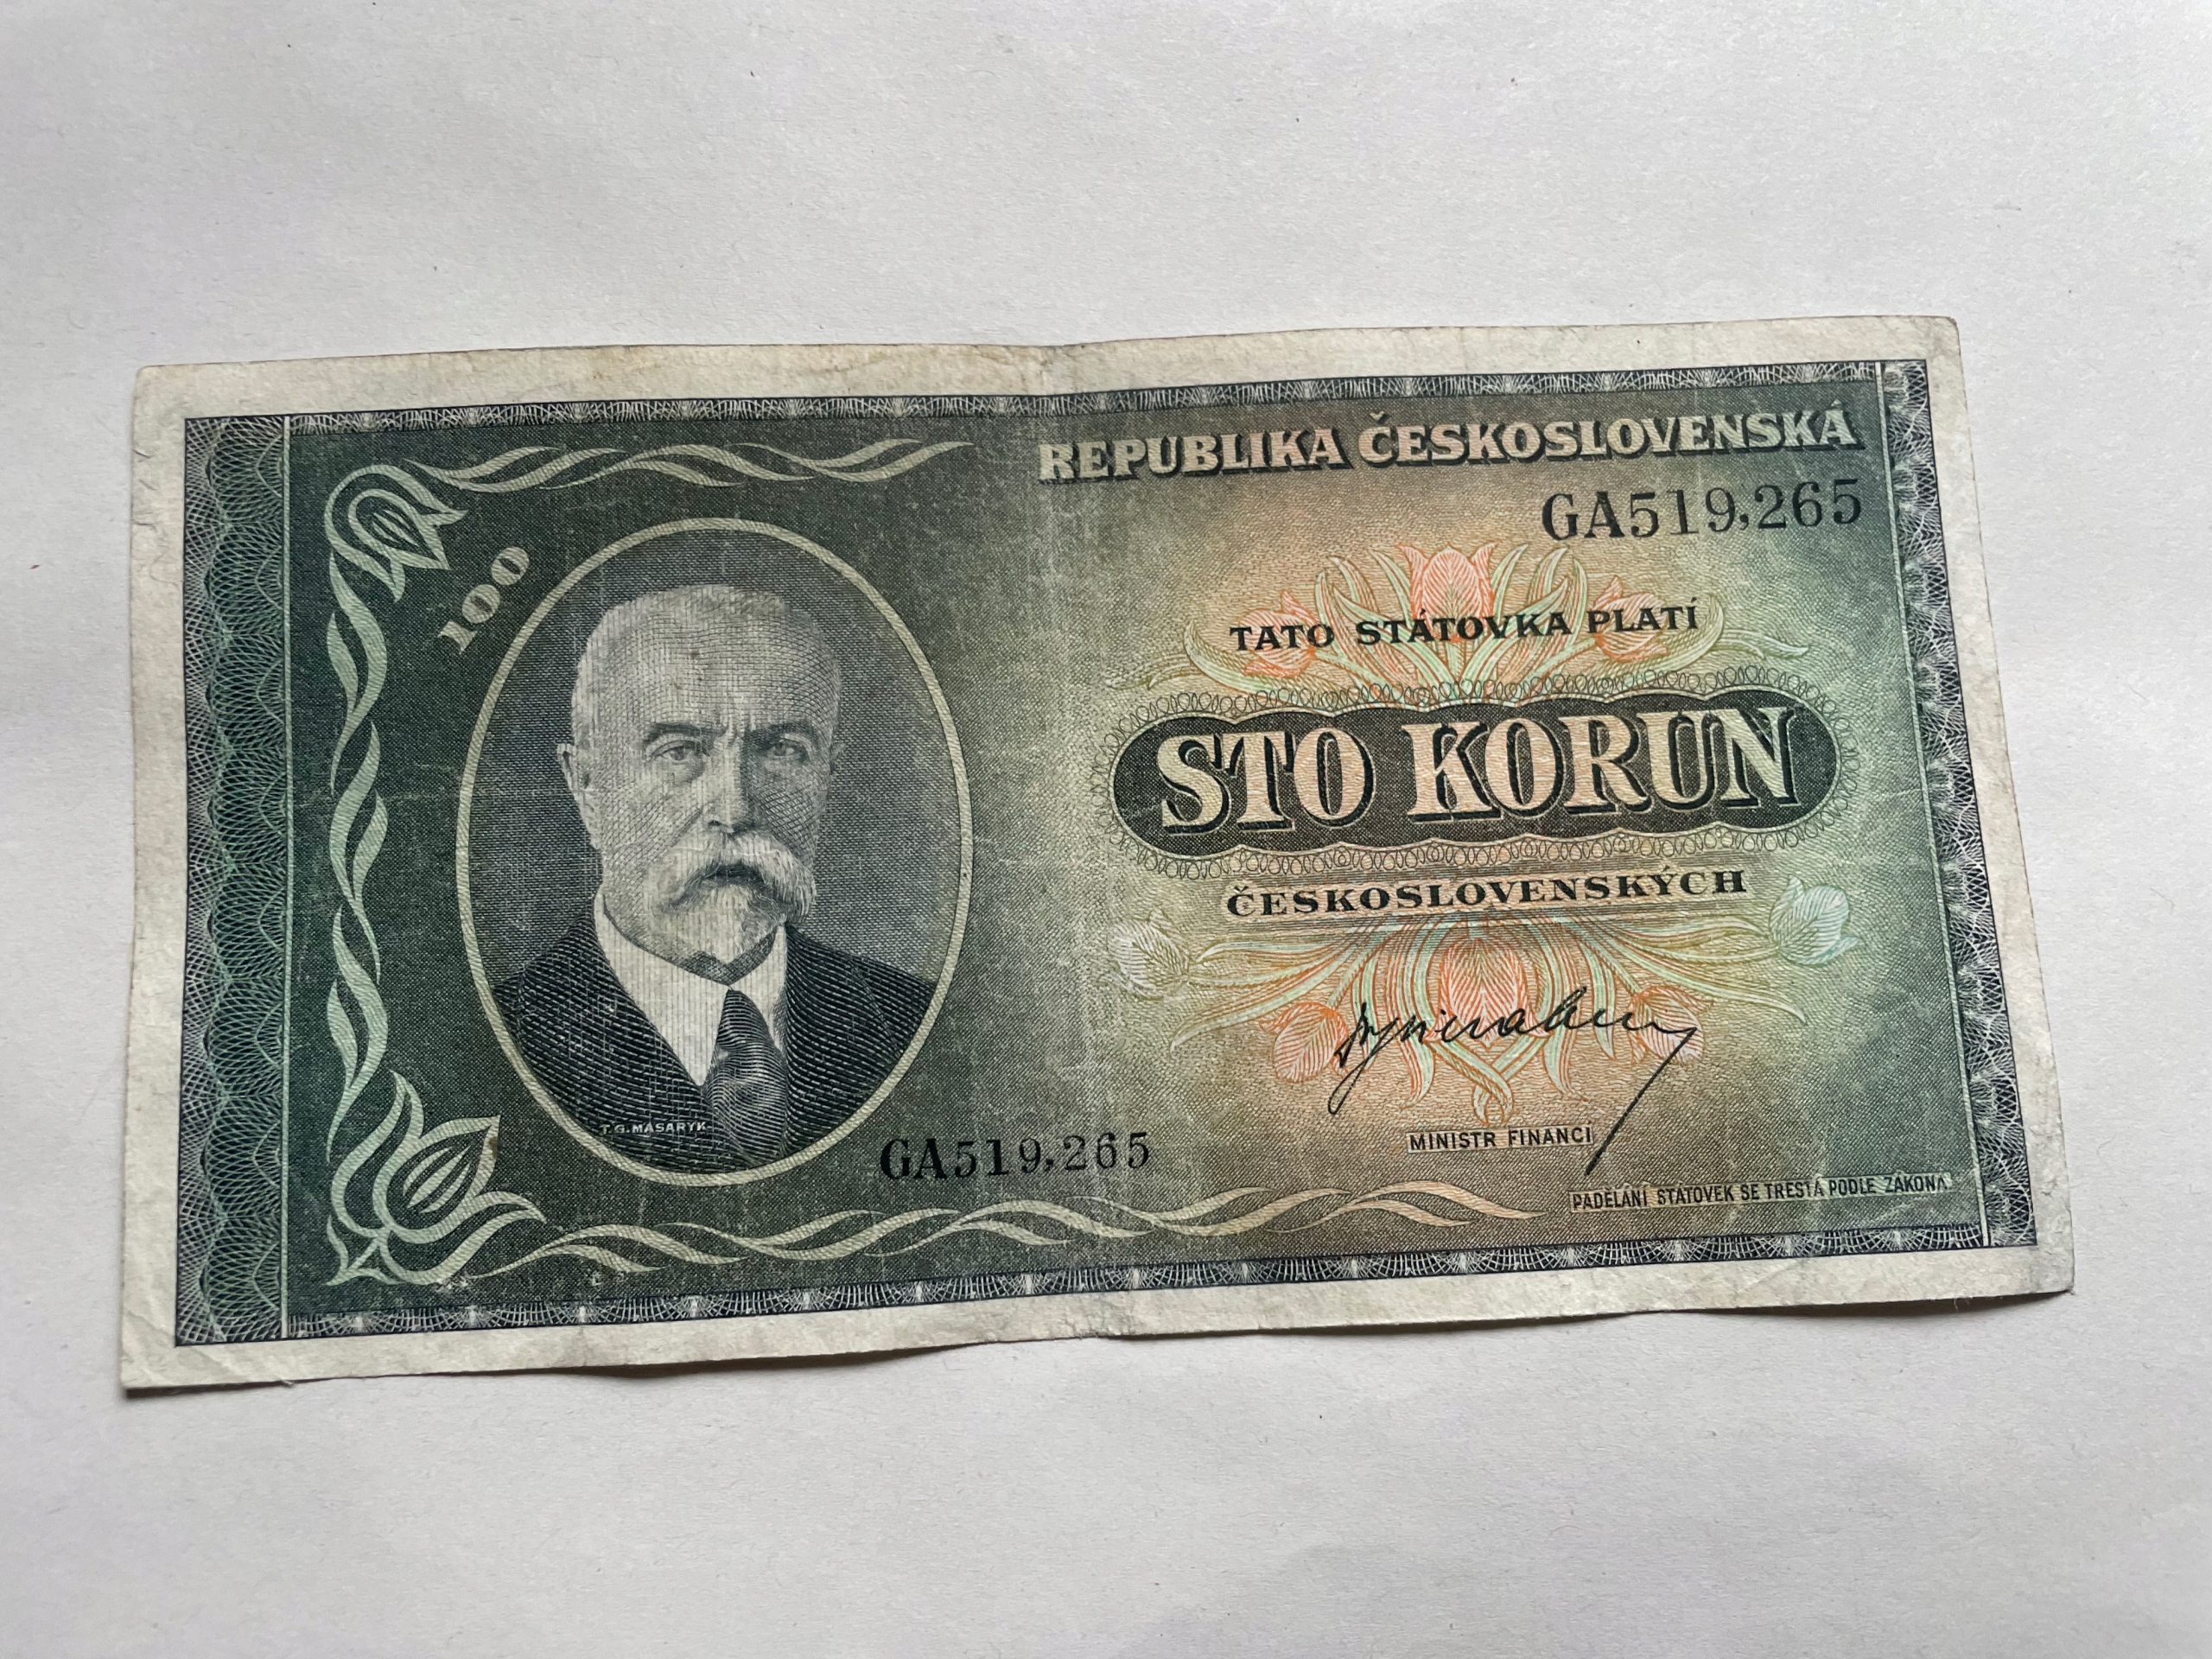 REPUBLIKA ČESKOSLOVENSKÁ
GA519,265
100
TATO STÁTOVKA PLATÍ
STO KORUN
ČESKOSLOVENSKÝCH
T.G.MASARYK
GA519,265
MINISTR FINANCÍ
PADĚLÁNÍ STÁTOVEK SE TRESTÁ PODLE ZÁKONA